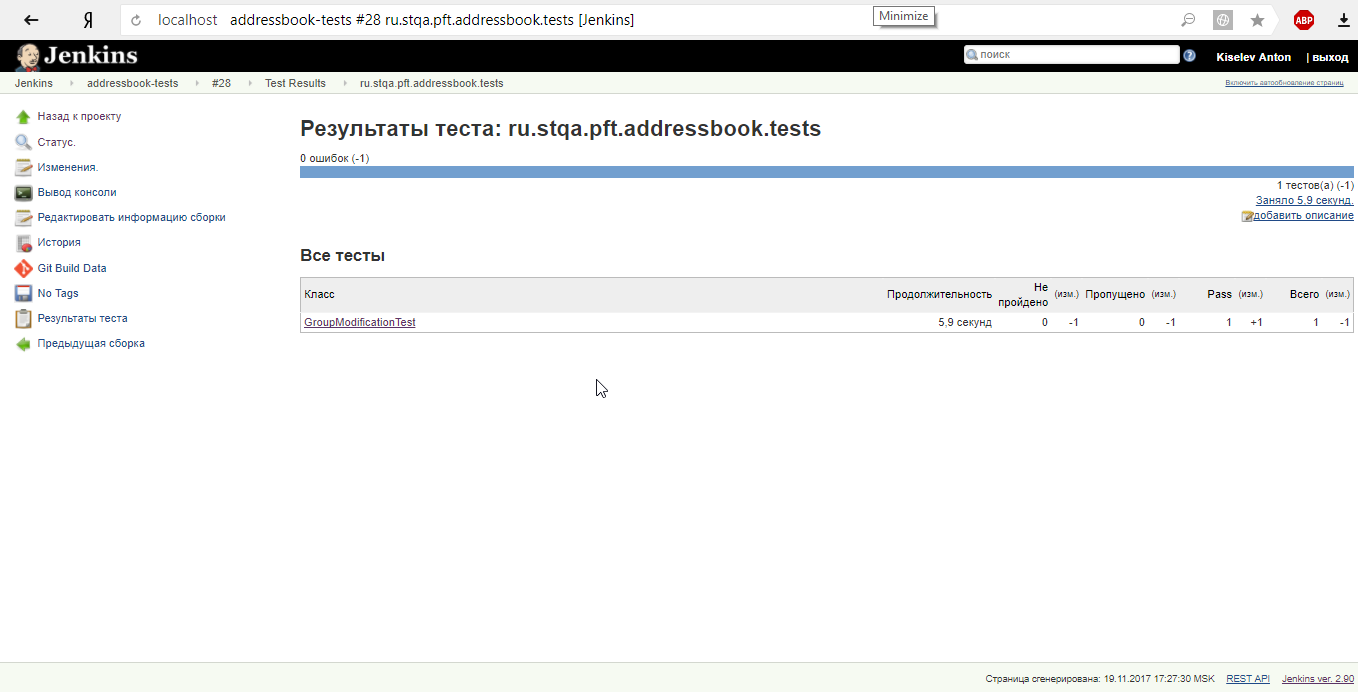 Я localhost addressbook-tests #28 ru.stqa.pft.addressbook.tests [Jenkins] Minimize ABP
Jenkins поиск Kiselev Anton | выход
Jenkins addressbook-tests #28 Test Results ru.stqa.pft.addressbook.tests Включить автообновление страниц
Назад к проекту
Статус.
Изменения.
Вывод консоли
Редактировать информацию сборки
История
Git Build Data
No Tags
Результаты теста
Предыдущая сборка
Результаты теста: ru.stqa.pft.addressbook.tests
0 ошибок (-1)
1 тестов(а) (-1)
Заняло 5.9 секунд.
добавить описание
Все тесты
Класс Продолжительность Не пройдено (изм.) Пропущено (изм.) Pass (изм.) Всего (изм.)
GroupModificationTest 5,9 секунд 0 -1 0 -1 1 +1 1 -1
Страница сгенерирована: 19.11.2017 17:27:30 MSK REST API Jenkins ver. 2.90